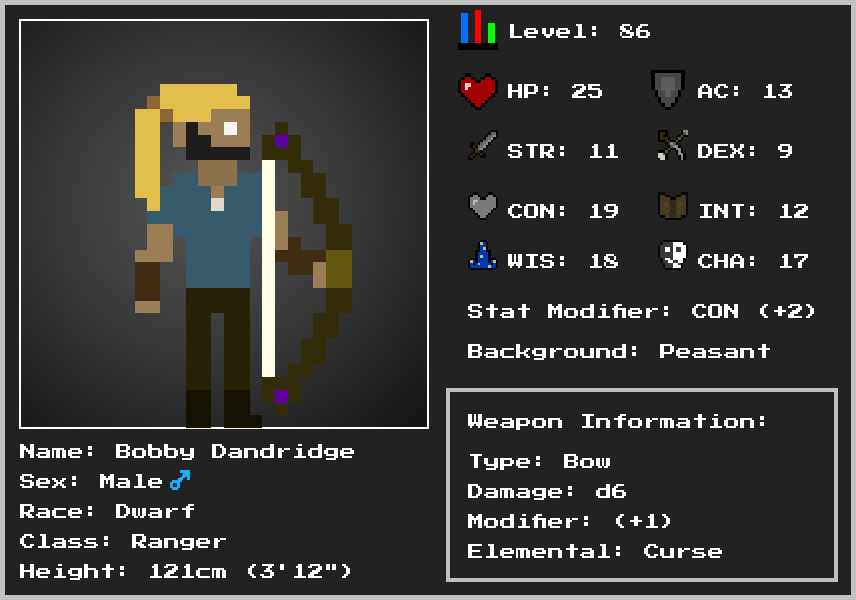 Level: 86
HP: 25
AC: 13
STR: 11
DEX: 9
CON: 19
INT: 12
WIS: 18
CHA: 17
Stat Modifier: CON (+2)
Background: Peasant
Name: Bobby Dandridge
Sex: Male♂
Race: Dwarf
Class: Ranger
Height: 121cm (3'12")
Weapon Information:
Type: Bow
Damage: d6
Modifier: (+1)
Elemental: Curse